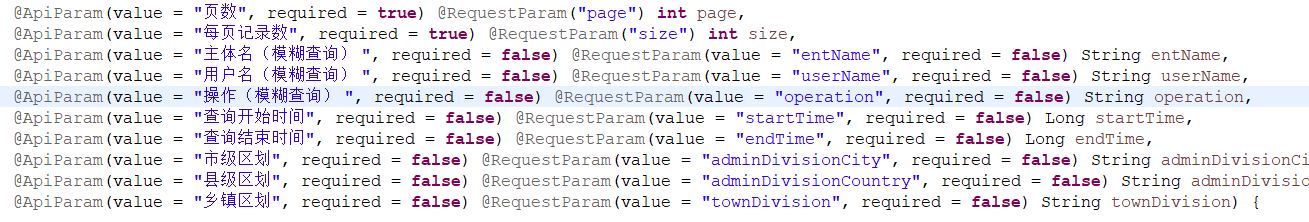 @ApiParam(value = "页数", required = true) @RequestParam("page") int page,
@ApiParam(value = "每页记录数", required = true) @RequestParam("size") int size,
@ApiParam(value = "主体名（模糊查询） ", required = false) @RequestParam(value = "entName", required = false) String entName,
@ApiParam(value = "用户名（模糊查询） ", required = false) @RequestParam(value = "userName", required = false) String userName,
@ApiParam(value = "操作（模糊查询） ", required = false) @RequestParam(value = "operation", required = false) String operation,
@ApiParam(value = "查询开始时间", required = false) @RequestParam(value = "startTime", required = false) Long startTime,
@ApiParam(value = "查询结束时间", required = false) @RequestParam(value = "endTime", required = false) Long endTime,
@ApiParam(value = "市级区划", required = false) @RequestParam(value = "adminDivisionCity", required = false) String adminDivisionCi
@ApiParam(value = "县级区划", required = false) @RequestParam(value = "adminDivisionCountry", required = false) String adminDivision
@ApiParam(value = "乡镇区划", required = false) @RequestParam(value = "townDivision", required = false) String townDivision) {